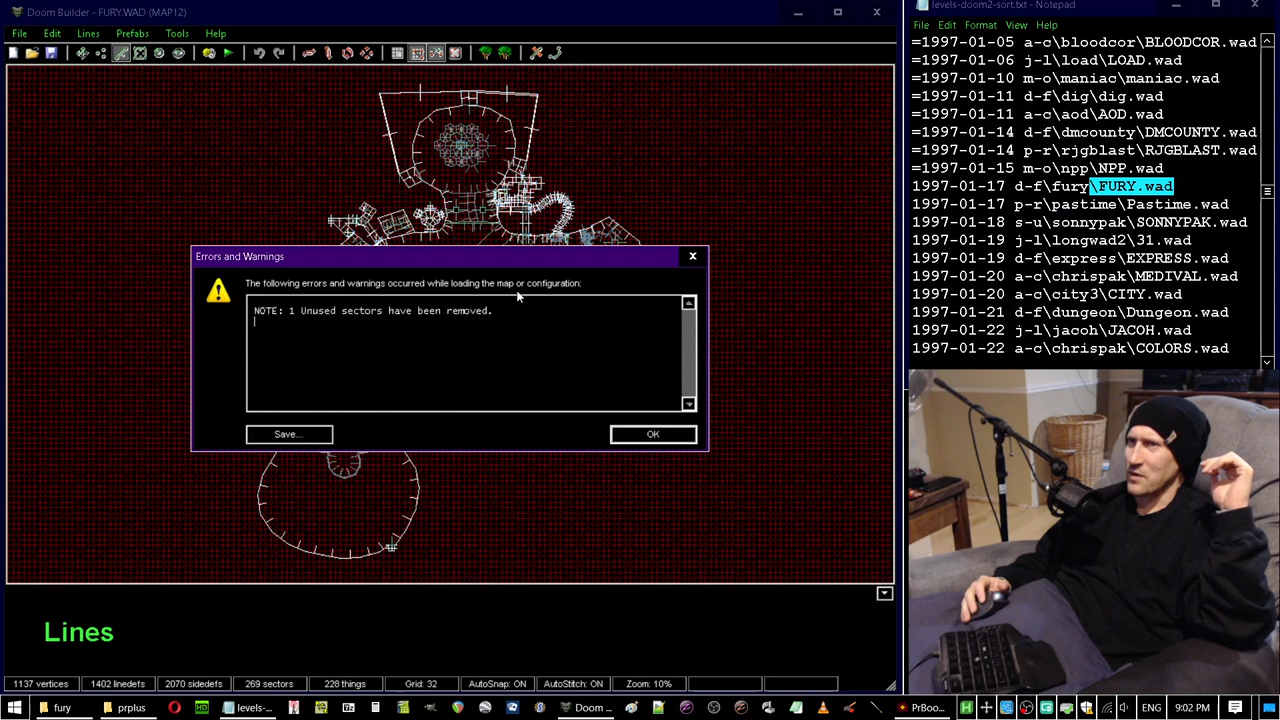 Doom Builder - FURY.WAD (MAP12)
File Edit Lines Prefabs Tools Help
Errors and Warnings
The following errors and warnings occurred while loading the map or configuration:
NOTE: 1 Unused sectors have been removed.
Save... OK
Lines
1137 vertices 1402 linedefs 2070 sidedefs 269 sectors 228 things Grid: 32 AutoSnap: ON AutoStitch: ON Zoom: 10%
levels-doom2-sort.txt - Notepad
File Edit Format View Help
=1997-01-05 a-c\bloodcor\BLOODCOR.wad
=1997-01-06 j-l\load\LOAD.wad
=1997-01-10 m-o\maniac\maniac.wad
=1997-01-11 d-f\dig\dig.wad
=1997-01-11 a-c\aod\AOD.wad
=1997-01-14 d-f\dmcounty\DMCOUNTY.wad
=1997-01-14 p-r\rjgblast\RJGBLAST.wad
=1997-01-15 m-o\npp\NPP.wad
1997-01-17 d-f\fury\FURY.wad
1997-01-17 p-r\pastime\Pastime.wad
1997-01-18 s-u\sonnypak\SONNYPAK.wad
1997-01-19 j-l\longwad2\31.wad
1997-01-19 d-f\express\EXPRESS.wad
1997-01-20 a-c\chrispak\MEDIVAL.wad
1997-01-20 a-c\city3\CITY.wad
1997-01-21 d-f\dungeon\Dungeon.wad
1997-01-22 j-l\jacoh\JACOH.wad
1997-01-22 a-c\chrispak\COLORS.wad
fury prplus levels-... Doom ... PrBoo... ENG 9:02 PM